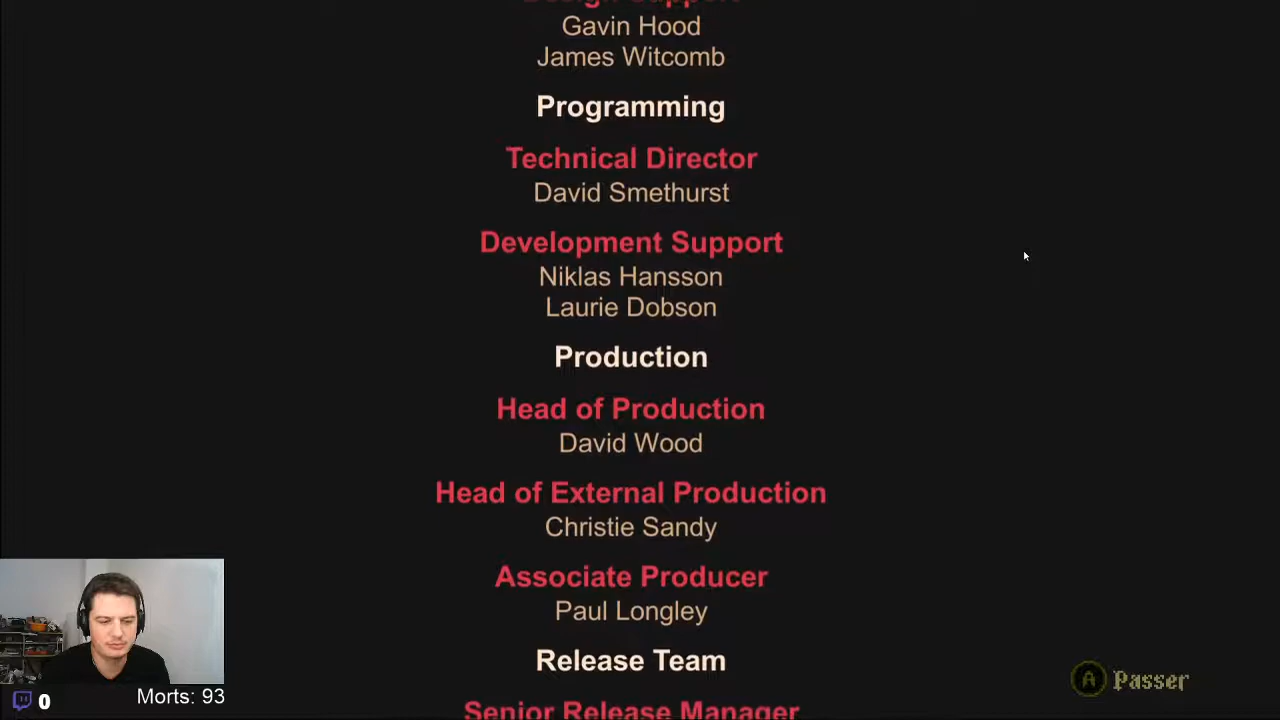 Design Support
Gavin Hood
James Witcomb
Programming
Technical Director
David Smethurst
Development Support
Niklas Hansson
Laurie Dobson
Production
Head of Production
David Wood
Head of External Production
Christie Sandy
Associate Producer
Paul Longley
Release Team
Senior Release Manager
A Passer
Morts: 93
0